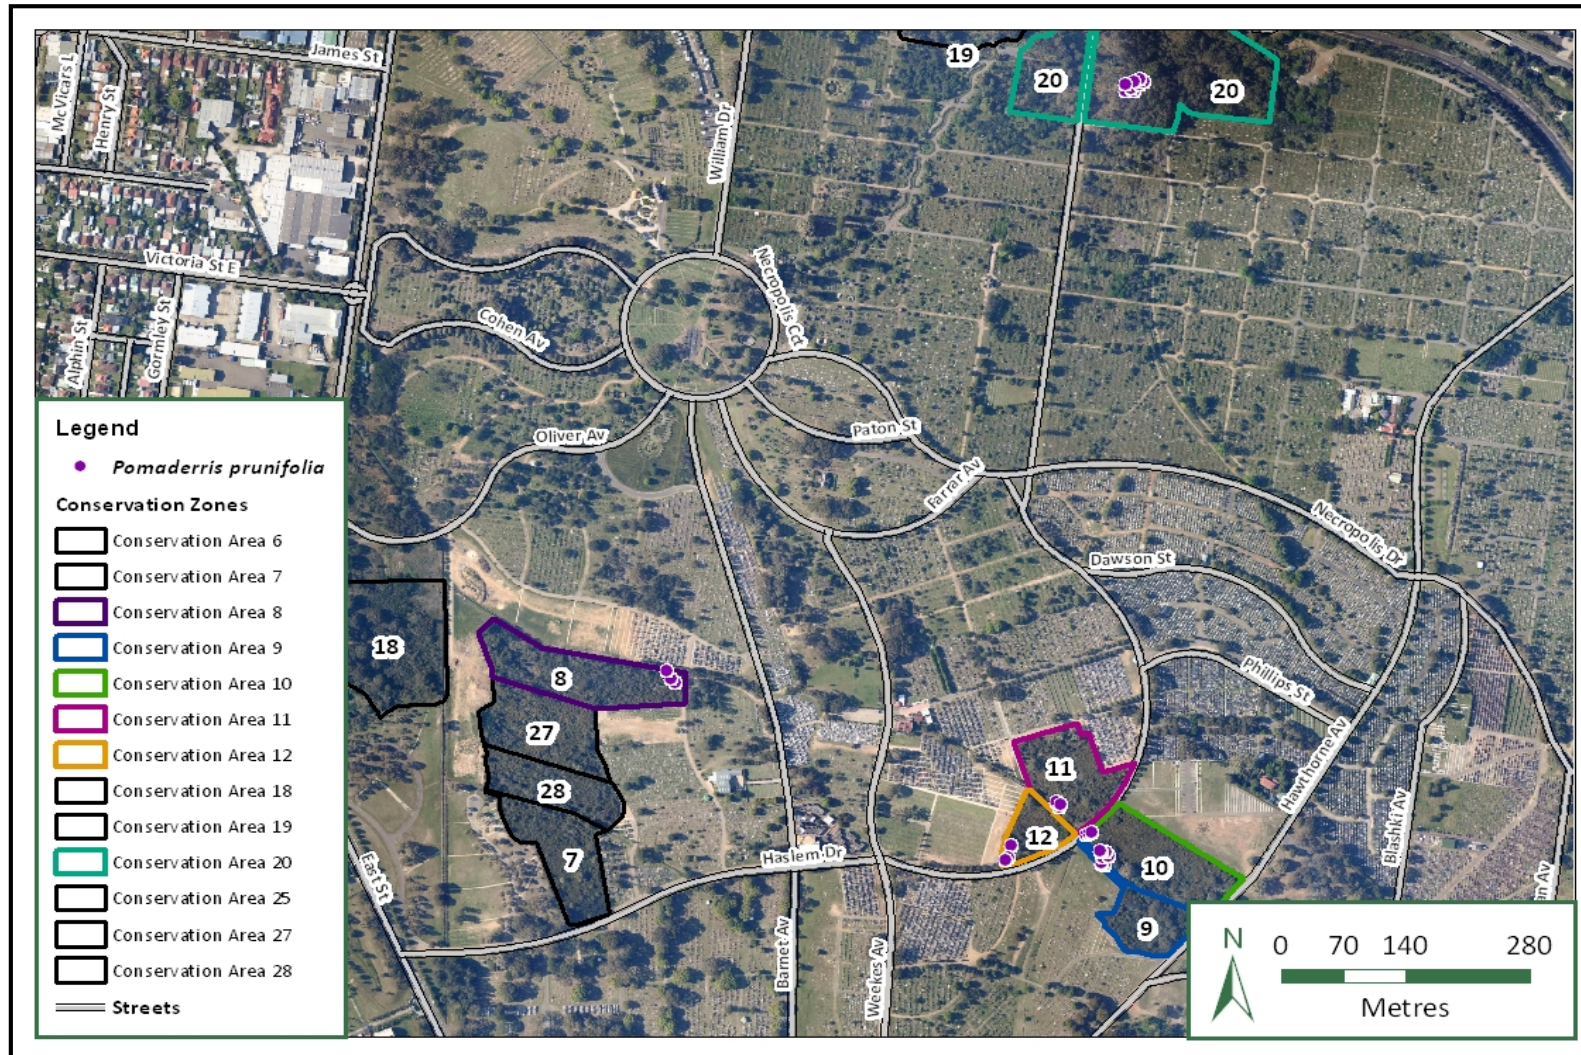 James St
McVicars L
Henry St
William Dr
19
20
20
Victoria St E
Necropolis Cct
Alphin St
Gormley St
Cohen Av
Oliver Av
Paton St
Farrar Av
Necropolis Dr
Dawson St
Phillips St
Hawthorne Av
Blashki Av
an Av
18
8
27
28
7
11
12
10
9
Haslem Dr
East St
Barnet Av
Weekes Av
Legend
Pomaderris prunifolia
Conservation Zones
Conservation Area 6
Conservation Area 7
Conservation Area 8
Conservation Area 9
Conservation Area 10
Conservation Area 11
Conservation Area 12
Conservation Area 18
Conservation Area 19
Conservation Area 20
Conservation Area 25
Conservation Area 27
Conservation Area 28
Streets
N
0 70 140 280
Metres